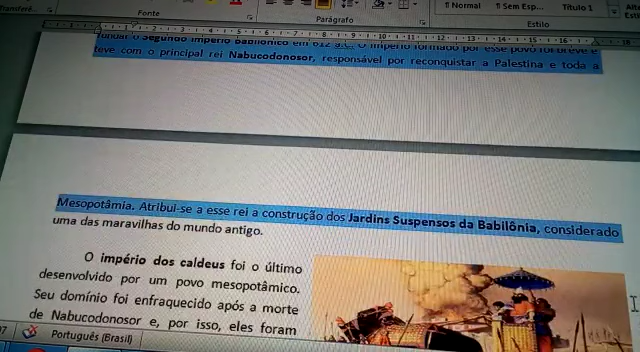 Fonte
Parágrafo
Estilo
¶ Normal
¶ Sem Esp...
Título 1
fundar o Segundo Império Babilônico em 612 a.C. O império formado por esse povo foi breve e
teve com o principal rei Nabucodonosor, responsável por reconquistar a Palestina e toda a
Mesopotâmia. Atribui-se a esse rei a construção dos Jardins Suspensos da Babilônia, considerado
uma das maravilhas do mundo antigo.
O império dos caldeus foi o último
desenvolvido por um povo mesopotâmico.
Seu domínio foi enfraquecido após a morte
de Nabucodonosor e, por isso, eles foram
Português (Brasil)